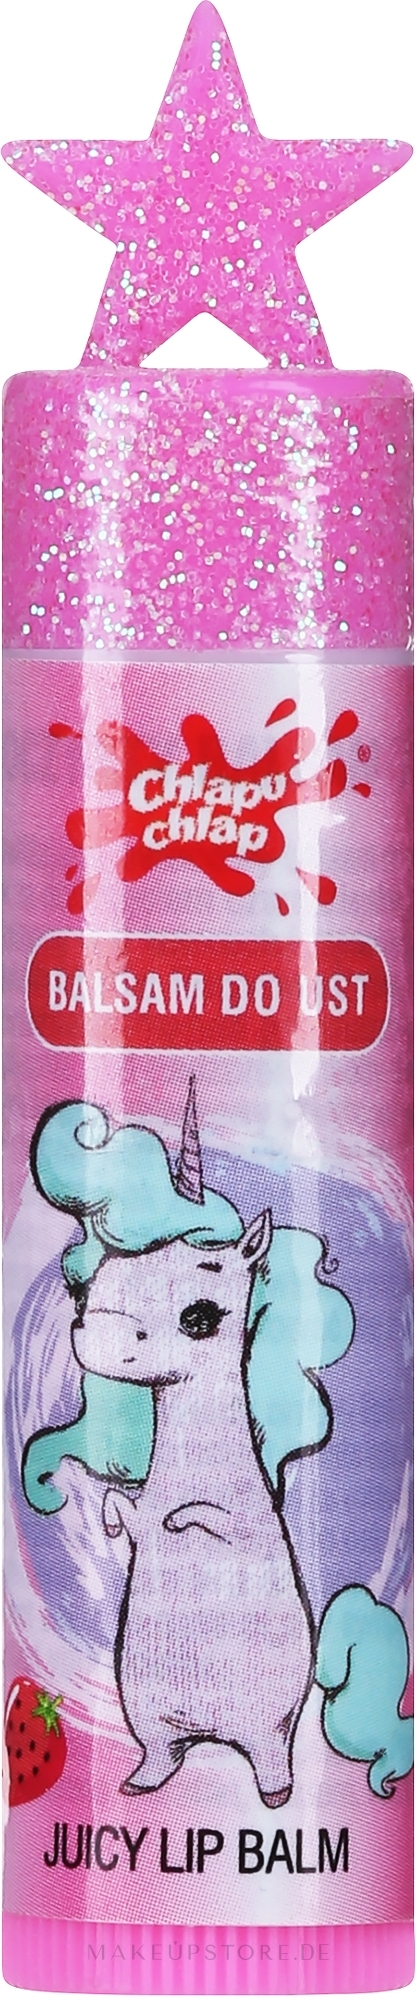 Chlapu
chlap
®
BALSAM DO UST
JUICY LIP BALM
MAKEUPSTORE.DE